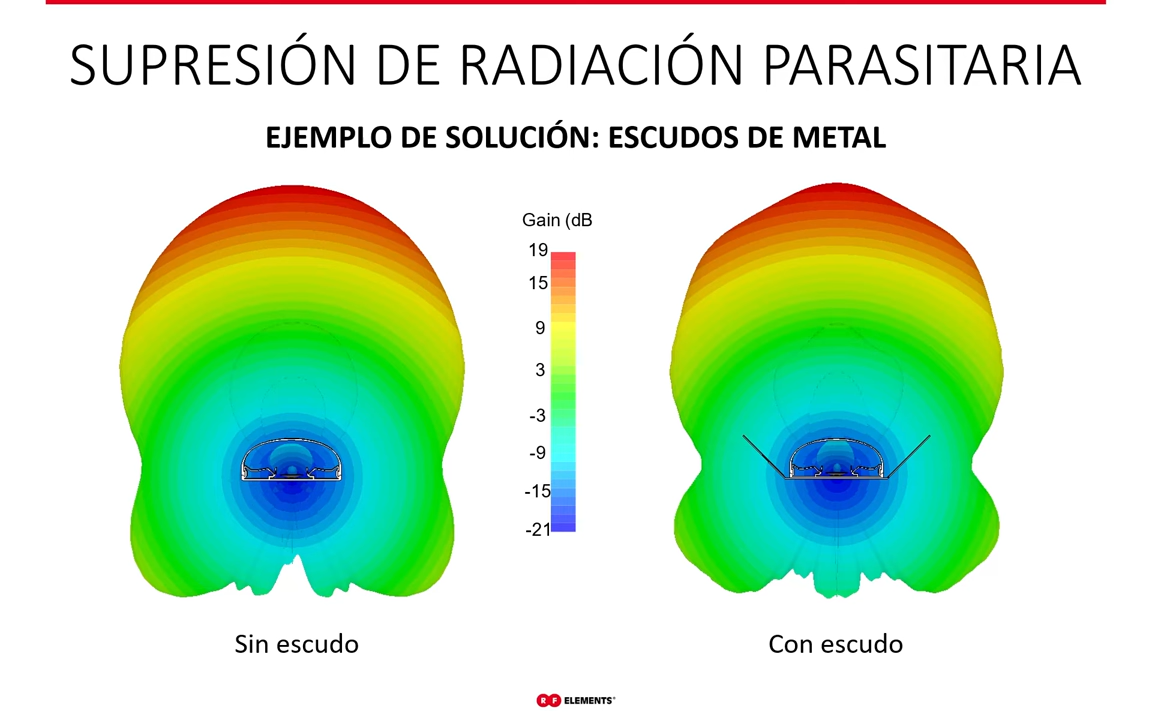 SUPRESIÓN DE RADIACIÓN PARASITARIA
EJEMPLO DE SOLUCIÓN: ESCUDOS DE METAL
Gain (dB
19
15
9
3
-3
-9
-15
-21
Sin escudo
Con escudo
RF ELEMENTS